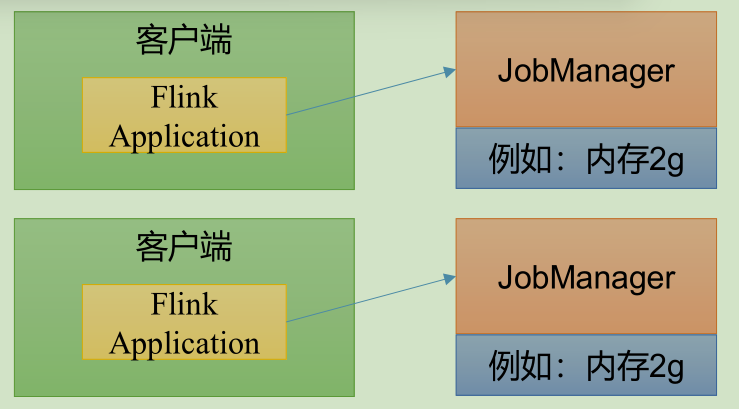 客户端
Flink
Application
JobManager
例如：内存2g
客户端
Flink
Application
JobManager
例如：内存2g